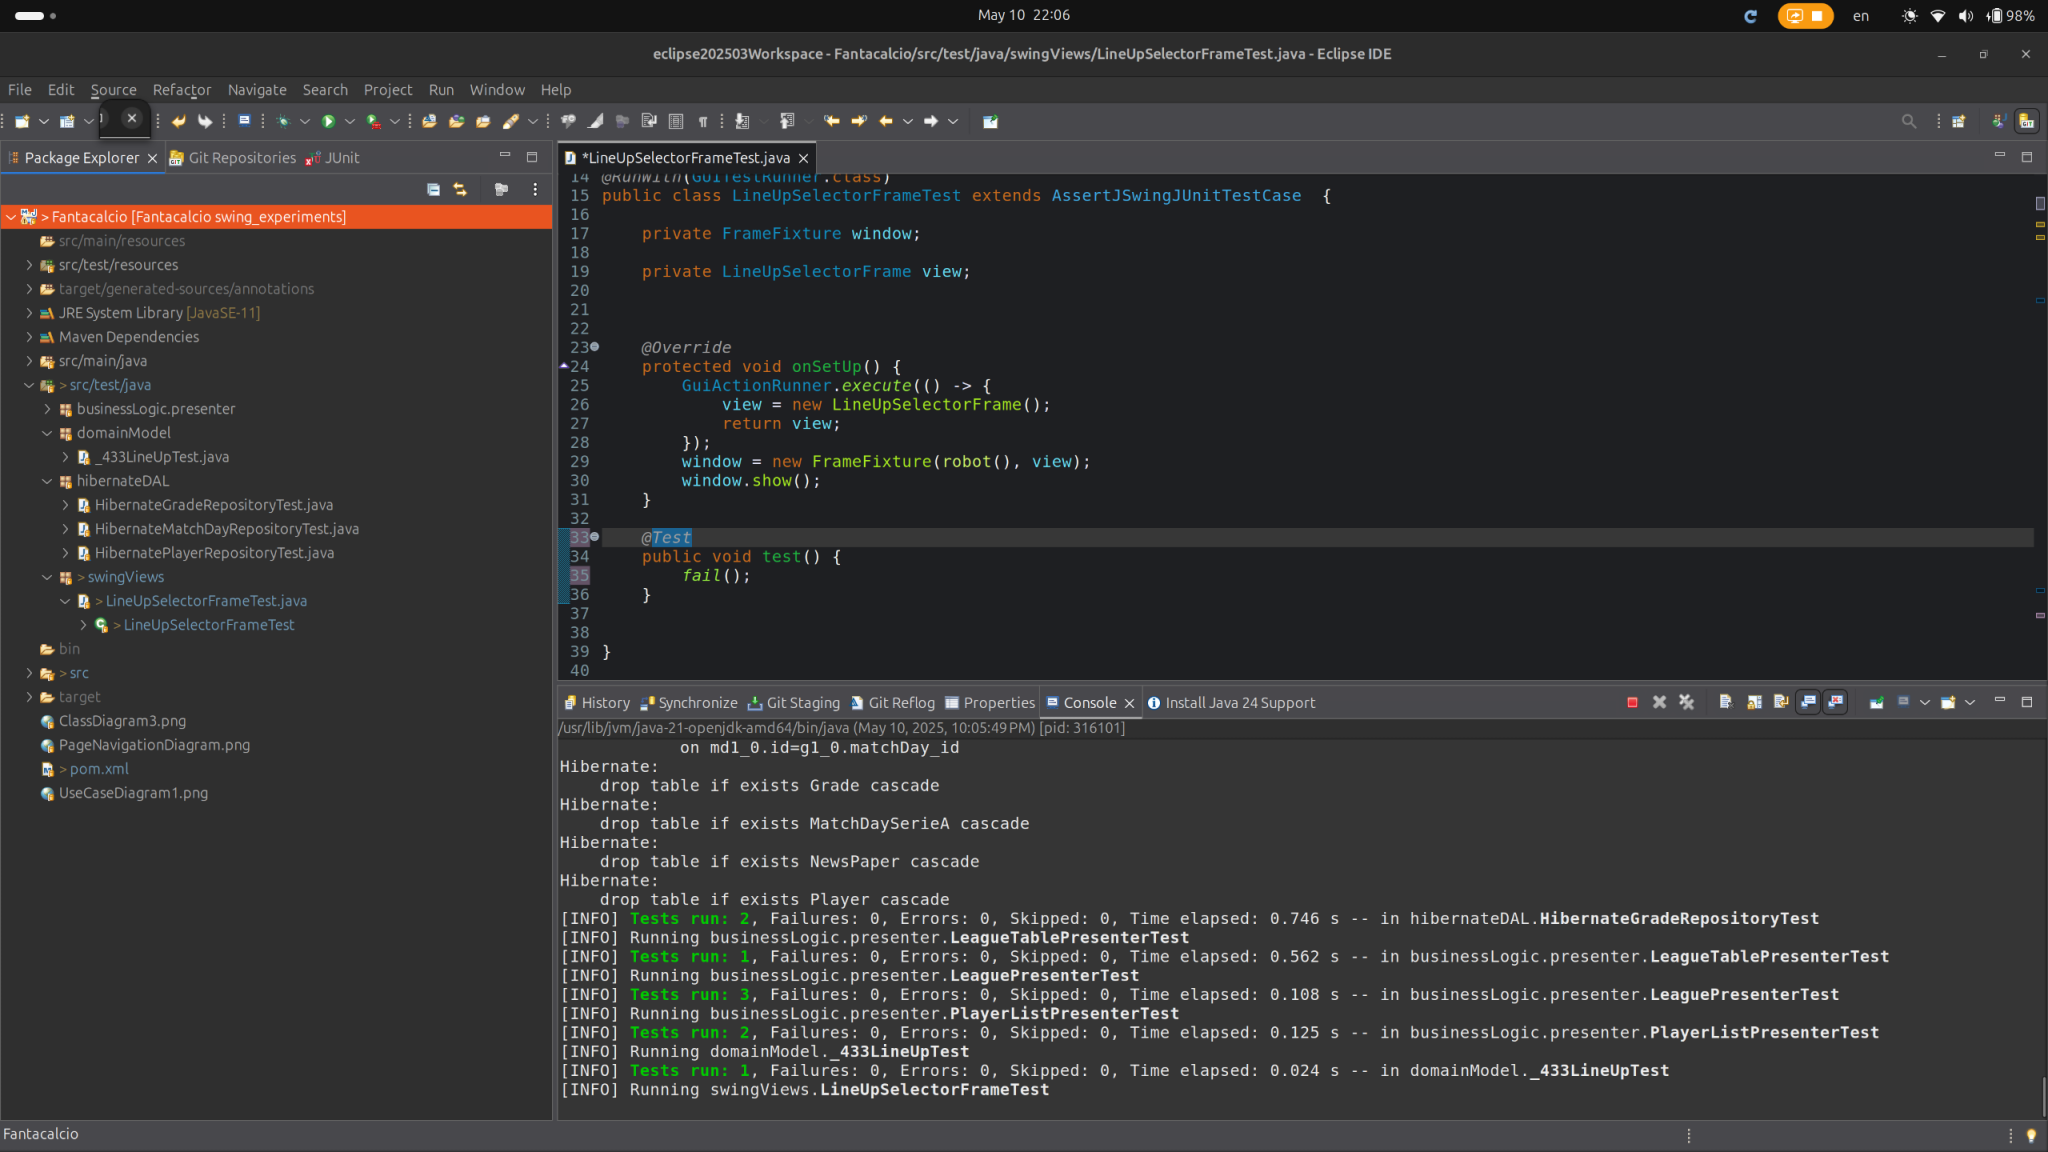 May 10 22:06
en
98%
eclipse202503Workspace - Fantacalcio/src/test/java/swingViews/LineUpSelectorFrameTest.java - Eclipse IDE
File Edit Source Refactor Navigate Search Project Run Window Help
Package Explorer
Git Repositories
JUnit
*LineUpSelectorFrameTest.java
> Fantacalcio [Fantacalcio swing_experiments]
src/main/resources
src/test/resources
target/generated-sources/annotations
JRE System Library [JavaSE-11]
Maven Dependencies
src/main/java
> src/test/java
businessLogic.presenter
domainModel
_433LineUpTest.java
hibernateDAL
HibernateGradeRepositoryTest.java
HibernateMatchDayRepositoryTest.java
HibernatePlayerRepositoryTest.java
> swingViews
> LineUpSelectorFrameTest.java
> LineUpSelectorFrameTest
bin
> src
target
ClassDiagram3.png
PageNavigationDiagram.png
> pom.xml
UseCaseDiagram1.png
14 @RunWith(GUITestRunner.class)
15 public class LineUpSelectorFrameTest extends AssertJSwingJUnitTestCase {
16
17 private FrameFixture window;
18
19 private LineUpSelectorFrame view;
20
21
22
23 @Override
24 protected void onSetUp() {
25 GuiActionRunner.execute(() -> {
26 view = new LineUpSelectorFrame();
27 return view;
28 });
29 window = new FrameFixture(robot(), view);
30 window.show();
31 }
32
33 @Test
34 public void test() {
35 fail();
36 }
37
38
39 }
40
History Synchronize Git Staging Git Reflog Properties Console Install Java 24 Support
/usr/lib/jvm/java-21-openjdk-amd64/bin/java (May 10, 2025, 10:05:49 PM) [pid: 316101]
on md1_0.id=g1_0.matchDay_id
Hibernate:
drop table if exists Grade cascade
Hibernate:
drop table if exists MatchDaySerieA cascade
Hibernate:
drop table if exists NewsPaper cascade
Hibernate:
drop table if exists Player cascade
[INFO] Tests run: 2, Failures: 0, Errors: 0, Skipped: 0, Time elapsed: 0.746 s -- in hibernateDAL.HibernateGradeRepositoryTest
[INFO] Running businessLogic.presenter.LeagueTablePresenterTest
[INFO] Tests run: 1, Failures: 0, Errors: 0, Skipped: 0, Time elapsed: 0.562 s -- in businessLogic.presenter.LeagueTablePresenterTest
[INFO] Running businessLogic.presenter.LeaguePresenterTest
[INFO] Tests run: 3, Failures: 0, Errors: 0, Skipped: 0, Time elapsed: 0.108 s -- in businessLogic.presenter.LeaguePresenterTest
[INFO] Running businessLogic.presenter.PlayerListPresenterTest
[INFO] Tests run: 2, Failures: 0, Errors: 0, Skipped: 0, Time elapsed: 0.125 s -- in businessLogic.presenter.PlayerListPresenterTest
[INFO] Running domainModel._433LineUpTest
[INFO] Tests run: 1, Failures: 0, Errors: 0, Skipped: 0, Time elapsed: 0.024 s -- in domainModel._433LineUpTest
[INFO] Running swingViews.LineUpSelectorFrameTest
Fantacalcio